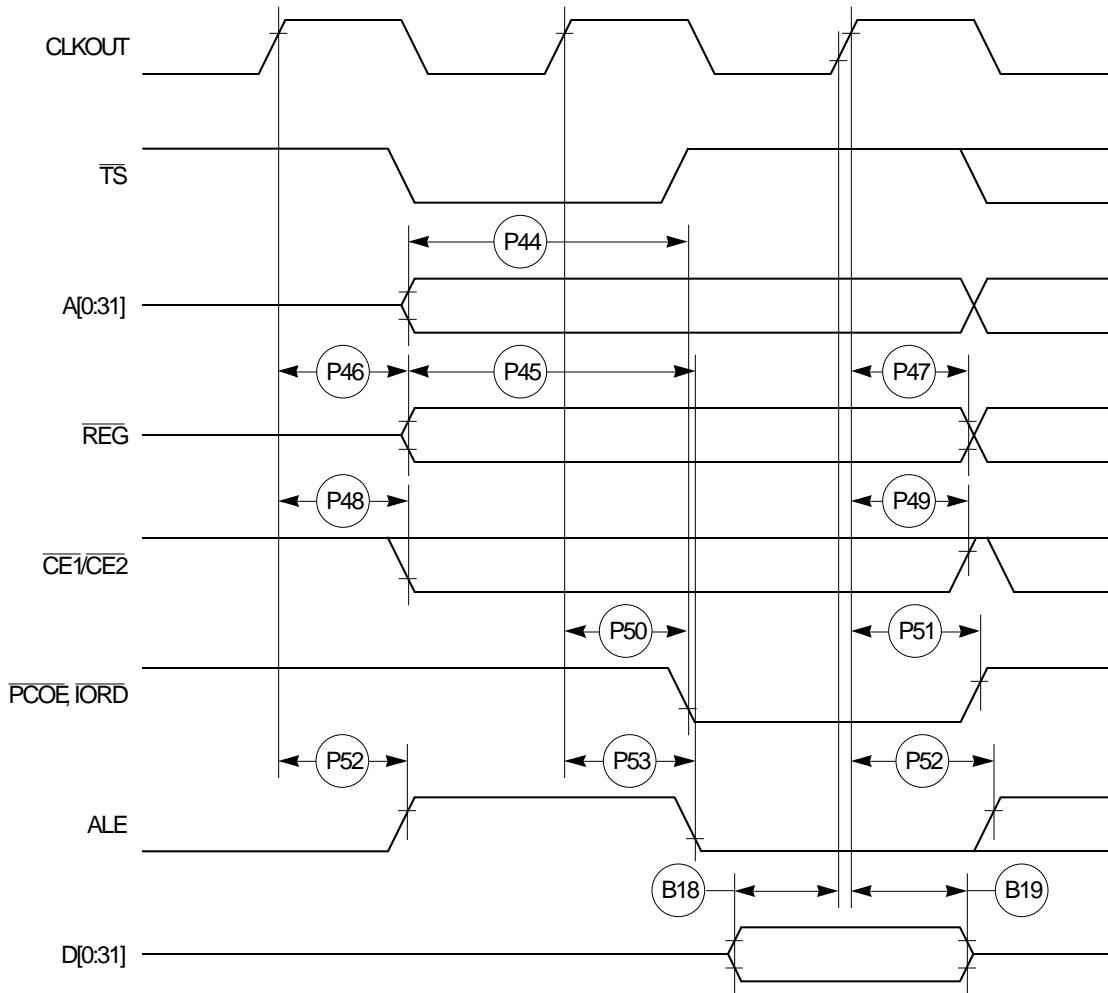 CLKOUT
TS
P44
A[0:31]
P46 P45 P47
REG
P48 P49
CE1/CE2
P50 P51
PCOE, IORD
P52 P53 P52
ALE
B18 B19
D[0:31]